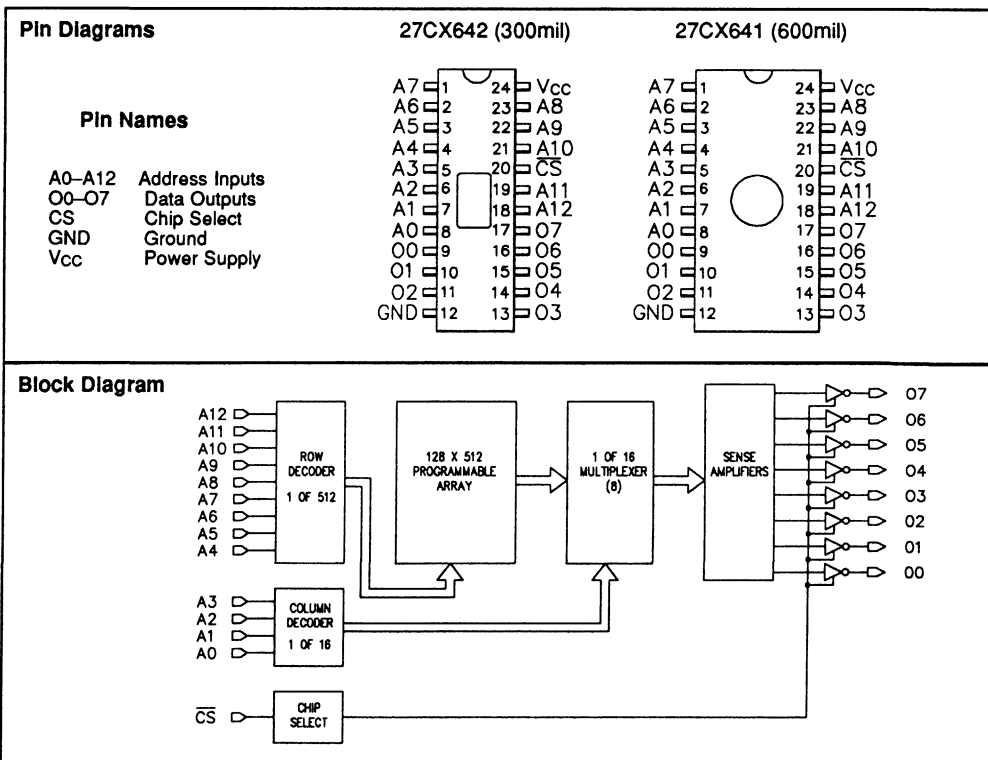 Pin Diagrams
27CX642 (300mil)
27CX641 (600mil)
Pin Names
A0–A12 Address Inputs
O0–O7 Data Outputs
CS Chip Select
GND Ground
Vcc Power Supply
A7 1 24 Vcc
A6 2 23 A8
A5 3 22 A9
A4 4 21 A10
A3 5 20 C̅S̅
A2 6 19 A11
A1 7 18 A12
A0 8 17 O7
O0 9 16 O6
O1 10 15 O5
O2 11 14 O4
GND 12 13 O3
A7 1 24 Vcc
A6 2 23 A8
A5 3 22 A9
A4 4 21 A10
A3 5 20 C̅S̅
A2 6 19 A11
A1 7 18 A12
A0 8 17 O7
O0 9 16 O6
O1 10 15 O5
O2 11 14 O4
GND 12 13 O3
Block Diagram
A12
A11
A10
A9
A8
A7
A6
A5
A4
ROW
DECODER
1 OF 512
128 X 512
PROGRAMMABLE
ARRAY
1 OF 16
MULTIPLEXER
(8)
SENSE
AMPLIFIERS
O7
O6
O5
O4
O3
O2
O1
O0
A3
A2
A1
A0
COLUMN
DECODER
1 OF 16
C̅S̅
CHIP
SELECT